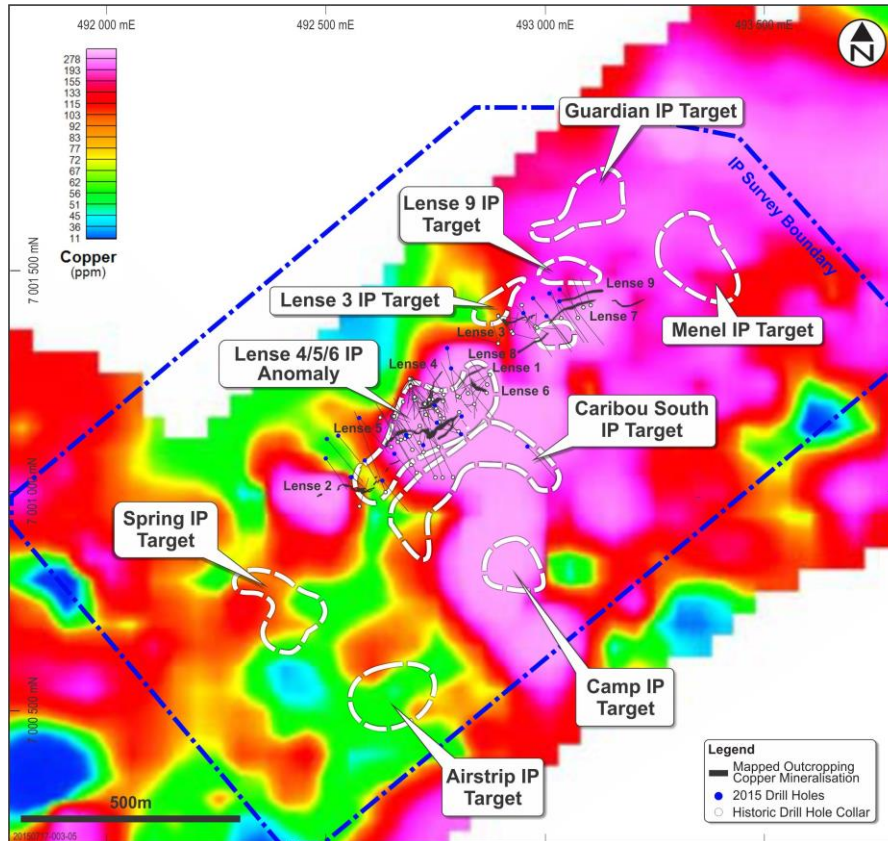 492 000 mE
492 500 mE
493 000 mE
493 500 mE
N
278
193
155
133
115
103
92
83
77
72
67
62
56
51
45
36
11
Copper
(ppm)
Guardian IP Target
IP Survey Boundary
Lense 9 IP
Target
7 001 500 mN
Lense 3 IP Target
Lense 9
Lense 7
Lense 3
Menel IP Target
Lense 8
Lense 4/5/6 IP
Anomaly
Lense 4
Lense 1
Lense 6
Caribou South
IP Target
Lense 5
Lense 2
7 001 000 mN
Spring IP
Target
Camp IP
Target
7 000 500 mN
Airstrip IP
Target
Legend
Mapped Outcropping
Copper Mineralisation
2015 Drill Holes
Historic Drill Hole Collar
500m